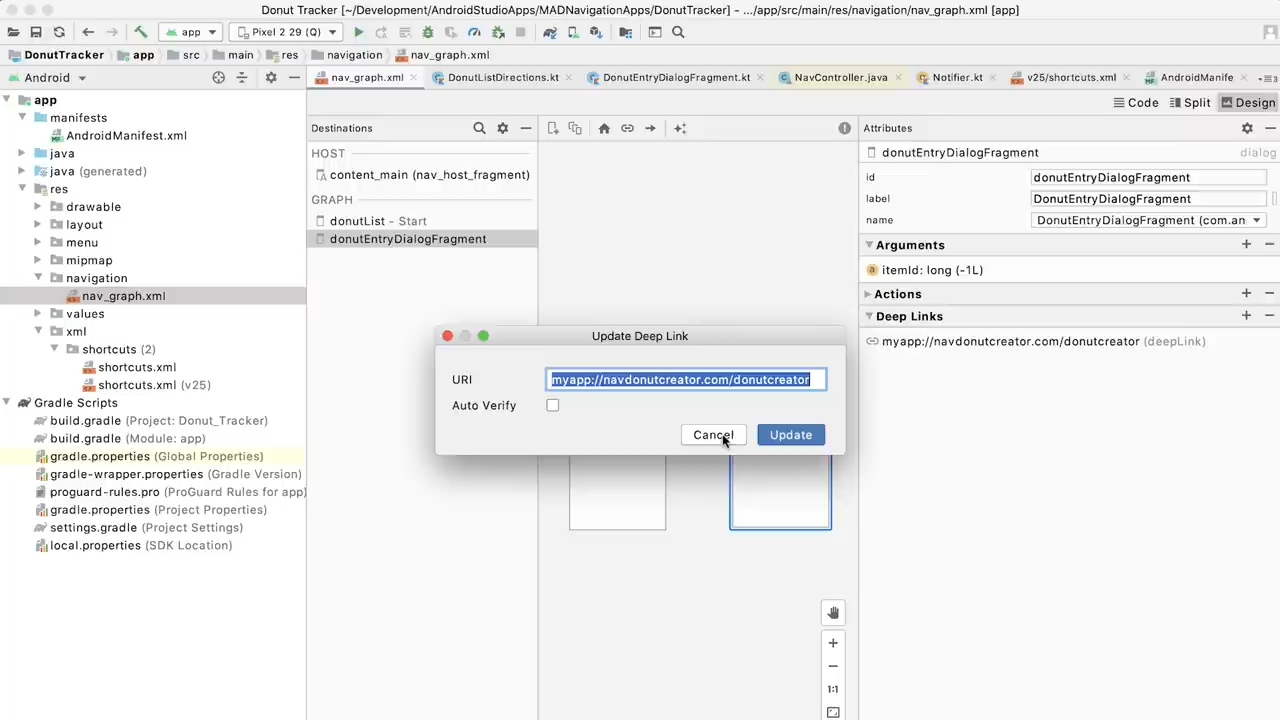 Donut Tracker [~/Development/AndroidStudioApps/MADNavigationApps/DonutTracker] - .../app/src/main/res/navigation/nav_graph.xml [app]
app
Pixel 2 29 (Q)
DonutTracker
app
src
main
res
navigation
nav_graph.xml
Android
nav_graph.xml
DonutListDirections.kt
DonutEntryDialogFragment.kt
NavController.java
Notifier.kt
v25/shortcuts.xml
AndroidManife
3
Code
Split
Design
app
manifests
AndroidManifest.xml
java
java (generated)
res
drawable
layout
menu
mipmap
navigation
nav_graph.xml
values
xml
shortcuts (2)
shortcuts.xml
shortcuts.xml (v25)
Gradle Scripts
build.gradle (Project: Donut_Tracker)
build.gradle (Module: app)
gradle.properties (Global Properties)
gradle-wrapper.properties (Gradle Version)
proguard-rules.pro (ProGuard Rules for app)
gradle.properties (Project Properties)
settings.gradle (Project Settings)
local.properties (SDK Location)
Destinations
HOST
content_main (nav_host_fragment)
GRAPH
donutList - Start
donutEntryDialogFragment
Update Deep Link
URI
myapp://navdonutcreator.com/donutcreator
Auto Verify
Cancel
Update
1:1
Attributes
donutEntryDialogFragment
dialog
id
donutEntryDialogFragment
label
DonutEntryDialogFragment
name
DonutEntryDialogFragment (com.an
Arguments
a
itemId: long (-1L)
Actions
Deep Links
myapp://navdonutcreator.com/donutcreator (deepLink)